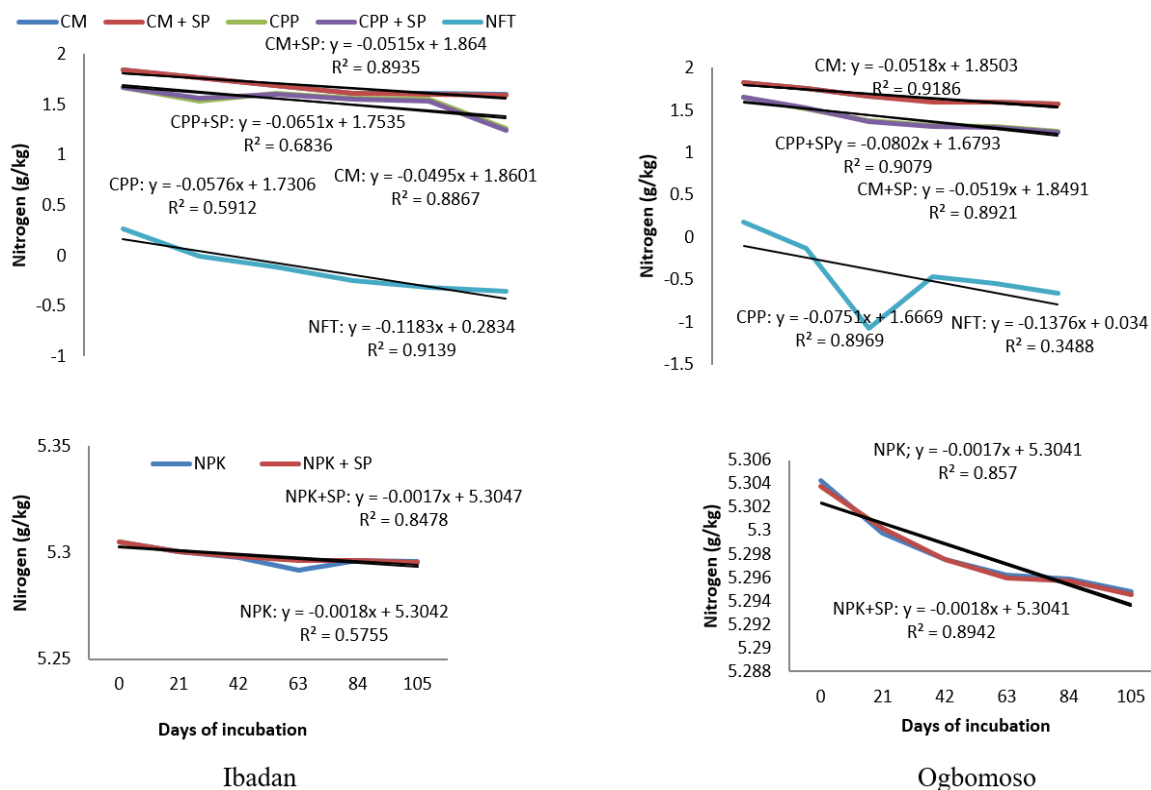 CM CM + SP CPP CPP + SP NFT
Nitrogen (g/kg)
2
1.5
1
0.5
0
-0.5
-1
CM+SP: y = -0.0515x + 1.864
R² = 0.8935
CPP+SP: y = -0.0651x + 1.7535
R² = 0.6836
CPP: y = -0.0576x + 1.7306
R² = 0.5912
CM: y = -0.0495x + 1.8601
R² = 0.8867
NFT: y = -0.1183x + 0.2834
R² = 0.9139
Nitrogen (g/kg)
2
1.5
1
0.5
0
-0.5
-1
-1.5
CM: y = -0.0518x + 1.8503
R² = 0.9186
CPP+SPy = -0.0802x + 1.6793
R² = 0.9079
CM+SP: y = -0.0519x + 1.8491
R² = 0.8921
CPP: y = -0.0751x + 1.6669
R² = 0.8969
NFT: y = -0.1376x + 0.034
R² = 0.3488
Nirogen (g/kg)
5.35
5.3
5.25
NPK NPK + SP
NPK+SP: y = -0.0017x + 5.3047
R² = 0.8478
NPK: y = -0.0018x + 5.3042
R² = 0.5755
0 21 42 63 84 105
Days of incubation
Ibadan
Nitrogen (g/kg)
5.306
5.304
5.302
5.3
5.298
5.296
5.294
5.292
5.29
5.288
NPK; y = -0.0017x + 5.3041
R² = 0.857
NPK+SP: y = -0.0018x + 5.3041
R² = 0.8942
0 21 42 63 84 105
Days of incubation
Ogbomoso